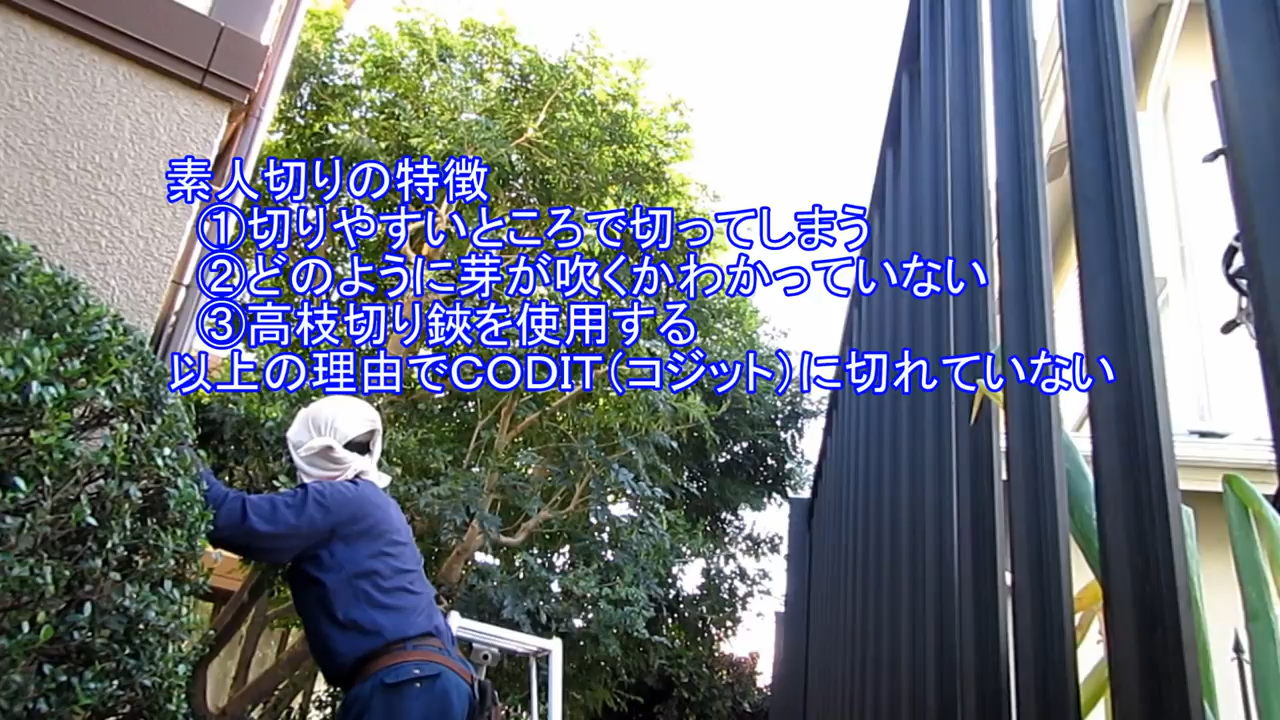 素人切りの特徴
①切りやすいところで切ってしまう
②どのように芽が吹くかわかっていない
③高枝切り鋏を使用する
以上の理由でCODIT（コジット）に切れていない